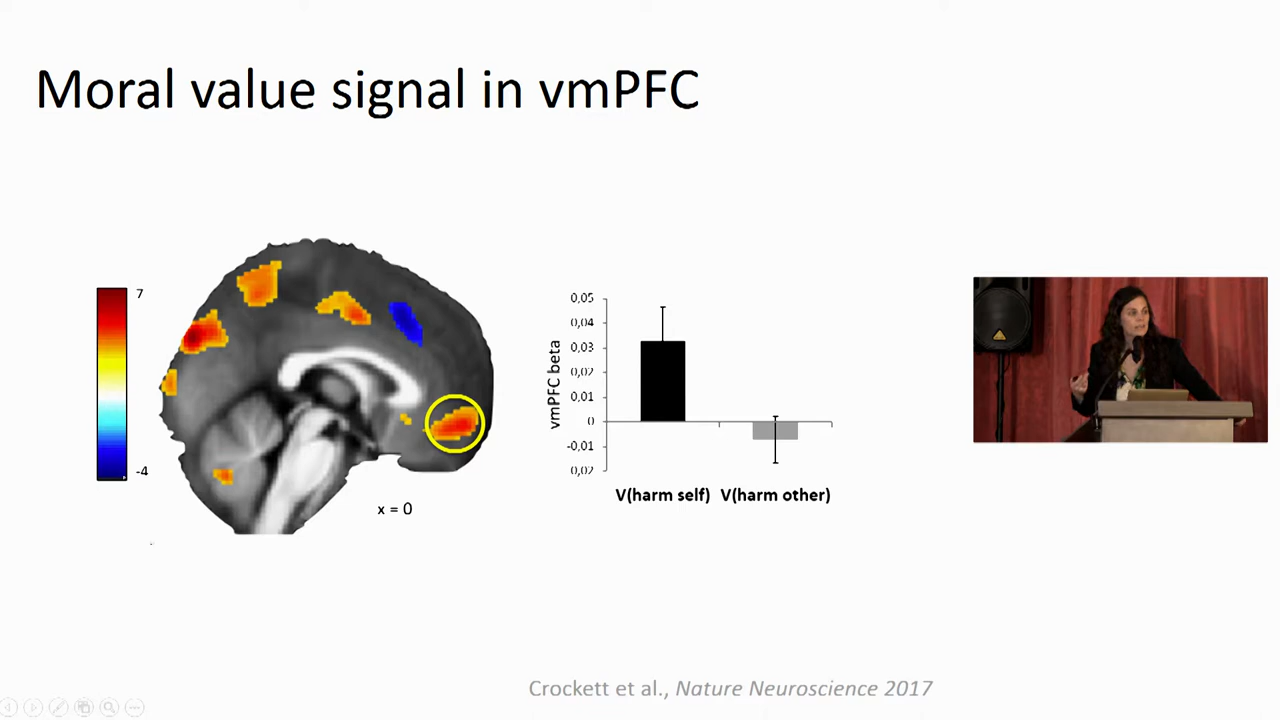 Moral value signal in vmPFC
7
-4
x = 0
vmPFC beta
0,05
0,04
0,03
0,02
0,01
0
-0,01
0,02
V(harm self) V(harm other)
Crockett et al., Nature Neuroscience 2017